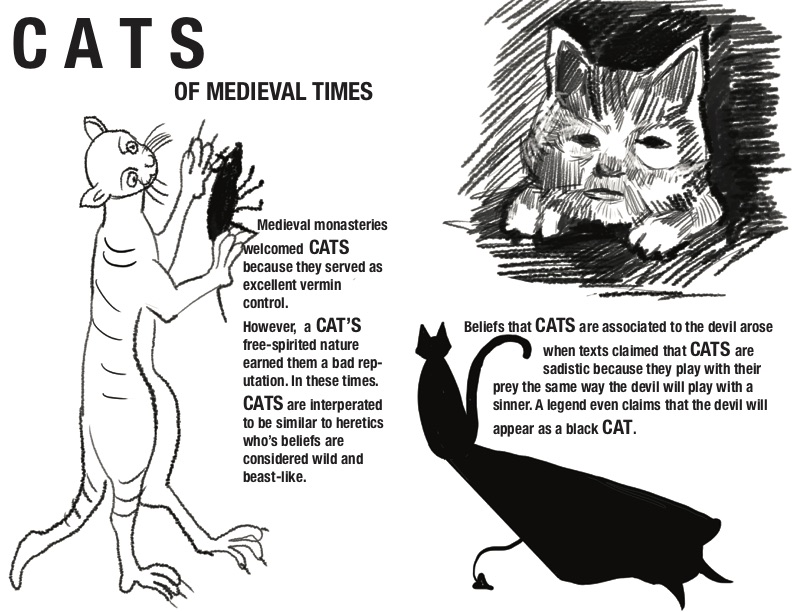 CATS
OF MEDIEVAL TIMES
Medieval monasteries
welcomed CATS
because they served as
excellent vermin
control.
However, a CAT'S
free-spirited nature
earned them a bad rep-
utation. In these times.
CATS are interperated
to be similar to heretics
who's beliefs are
considered wild and
beast-like.
Beliefs that CATS are associated to the devil arose
when texts claimed that CATS are
sadistic because they play with their
prey the same way the devil will play with a
sinner. A legend even claims that the devil will
appear as a black CAT.